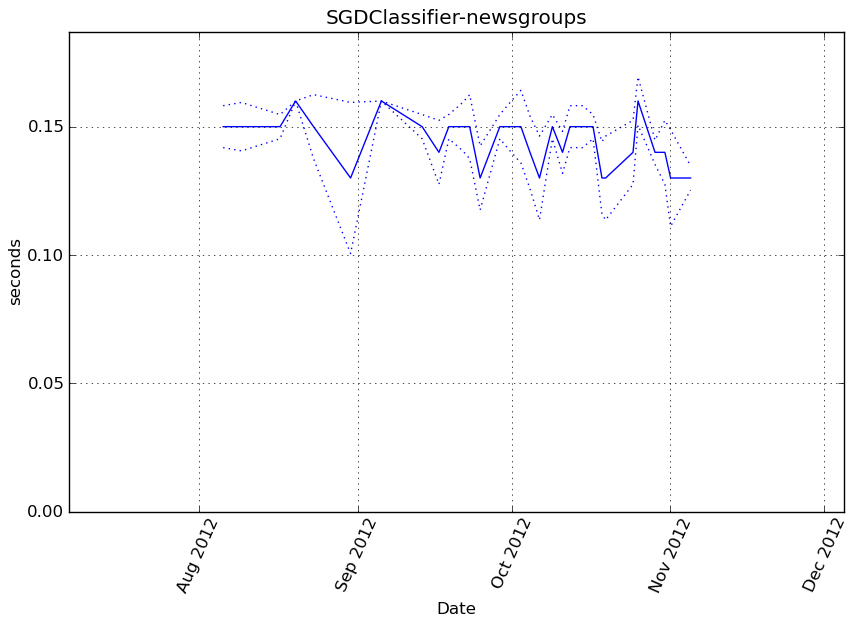 SGDClassifier-newsgroups
0.15
0.10
0.05
0.00
seconds
Aug 2012
Sep 2012
Oct 2012
Nov 2012
Dec 2012
Date